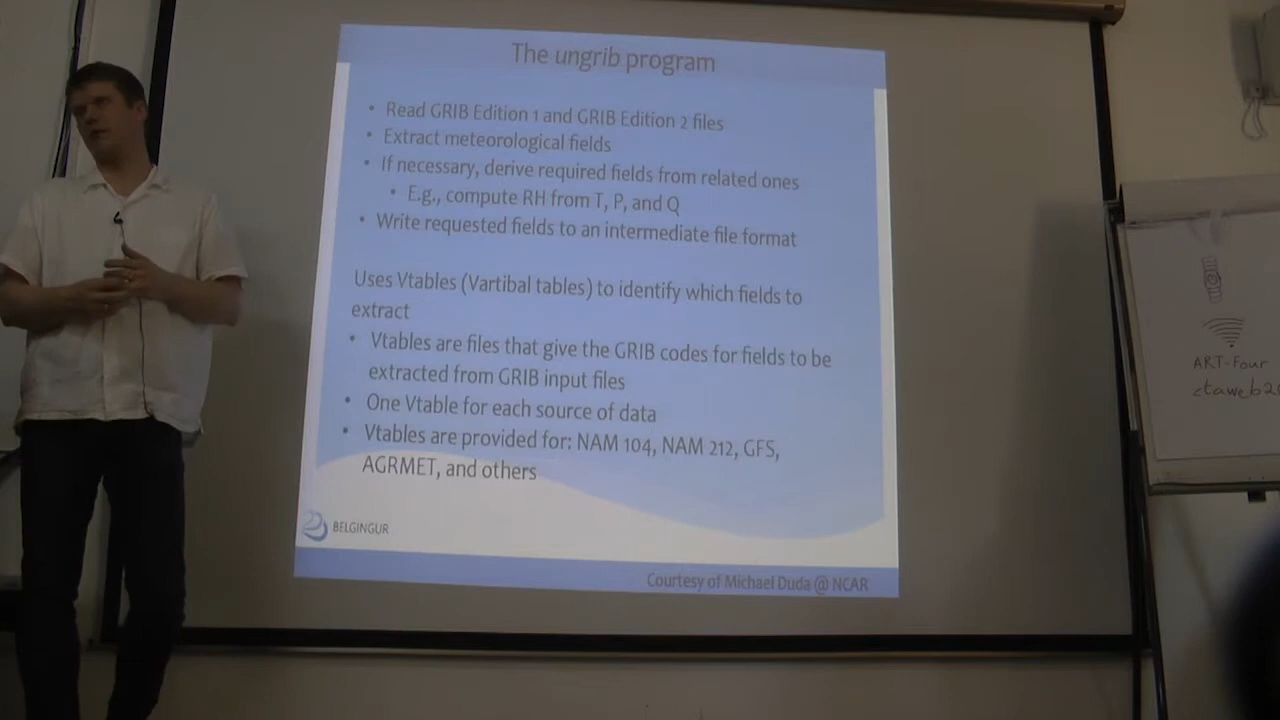 The ungrib program
• Read GRIB Edition 1 and GRIB Edition 2 files
• Extract meteorological fields
• If necessary, derive required fields from related ones
• E.g., compute RH from T, P, and Q
• Write requested fields to an intermediate file format
Uses Vtables (Vartibal tables) to identify which fields to
extract
• Vtables are files that give the GRIB codes for fields to be
extracted from GRIB input files
• One Vtable for each source of data
• Vtables are provided for: NAM 104, NAM 212, GFS,
AGRMET, and others
BELGINGUR
Courtesy of Michael Duda @ NCAR
ART-Four